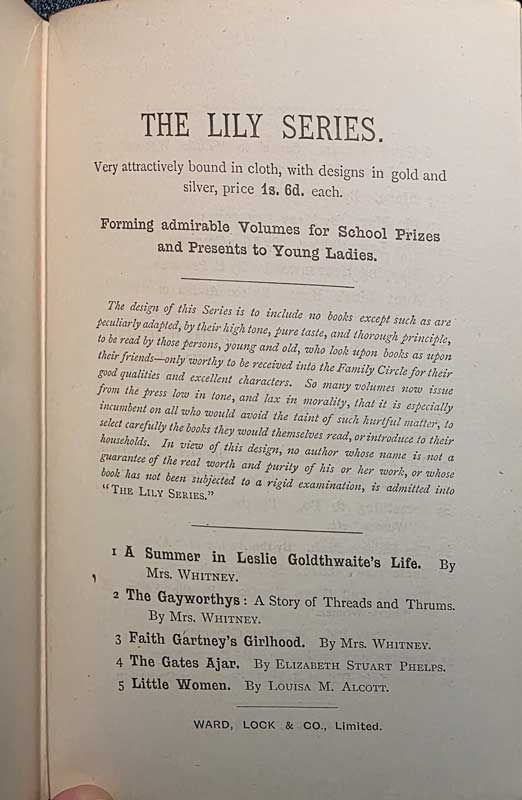 THE LILY SERIES.
Very attractively bound in cloth, with designs in gold and
silver, price 1s. 6d. each.
Forming admirable Volumes for School Prizes
and Presents to Young Ladies.
The design of this Series is to include no books except such as are
peculiarly adapted, by their high tone, pure taste, and thorough principle,
to be read by those persons, young and old, who look upon books as upon
their friends—only worthy to be received into the Family Circle for their
good qualities and excellent characters. So many volumes now issue
from the press low in tone, and lax in morality, that it is especially
incumbent on all who would avoid the taint of such hurtful matter, to
select carefully the books they would themselves read, or introduce to their
households. In view of this design, no author whose name is not a
guarantee of the real worth and purity of his or her work, or whose
book has not been subjected to a rigid examination, is admitted into
"THE LILY SERIES."
1 A Summer in Leslie Goldthwaite's Life. By
Mrs. WHITNEY.
2 The Gayworthys: A Story of Threads and Thrums.
By Mrs. WHITNEY.
3 Faith Gartney's Girlhood. By Mrs. WHITNEY.
4 The Gates Ajar. By ELIZABETH STUART PHELPS.
5 Little Women. By LOUISA M. ALCOTT.
WARD, LOCK & CO., Limited.